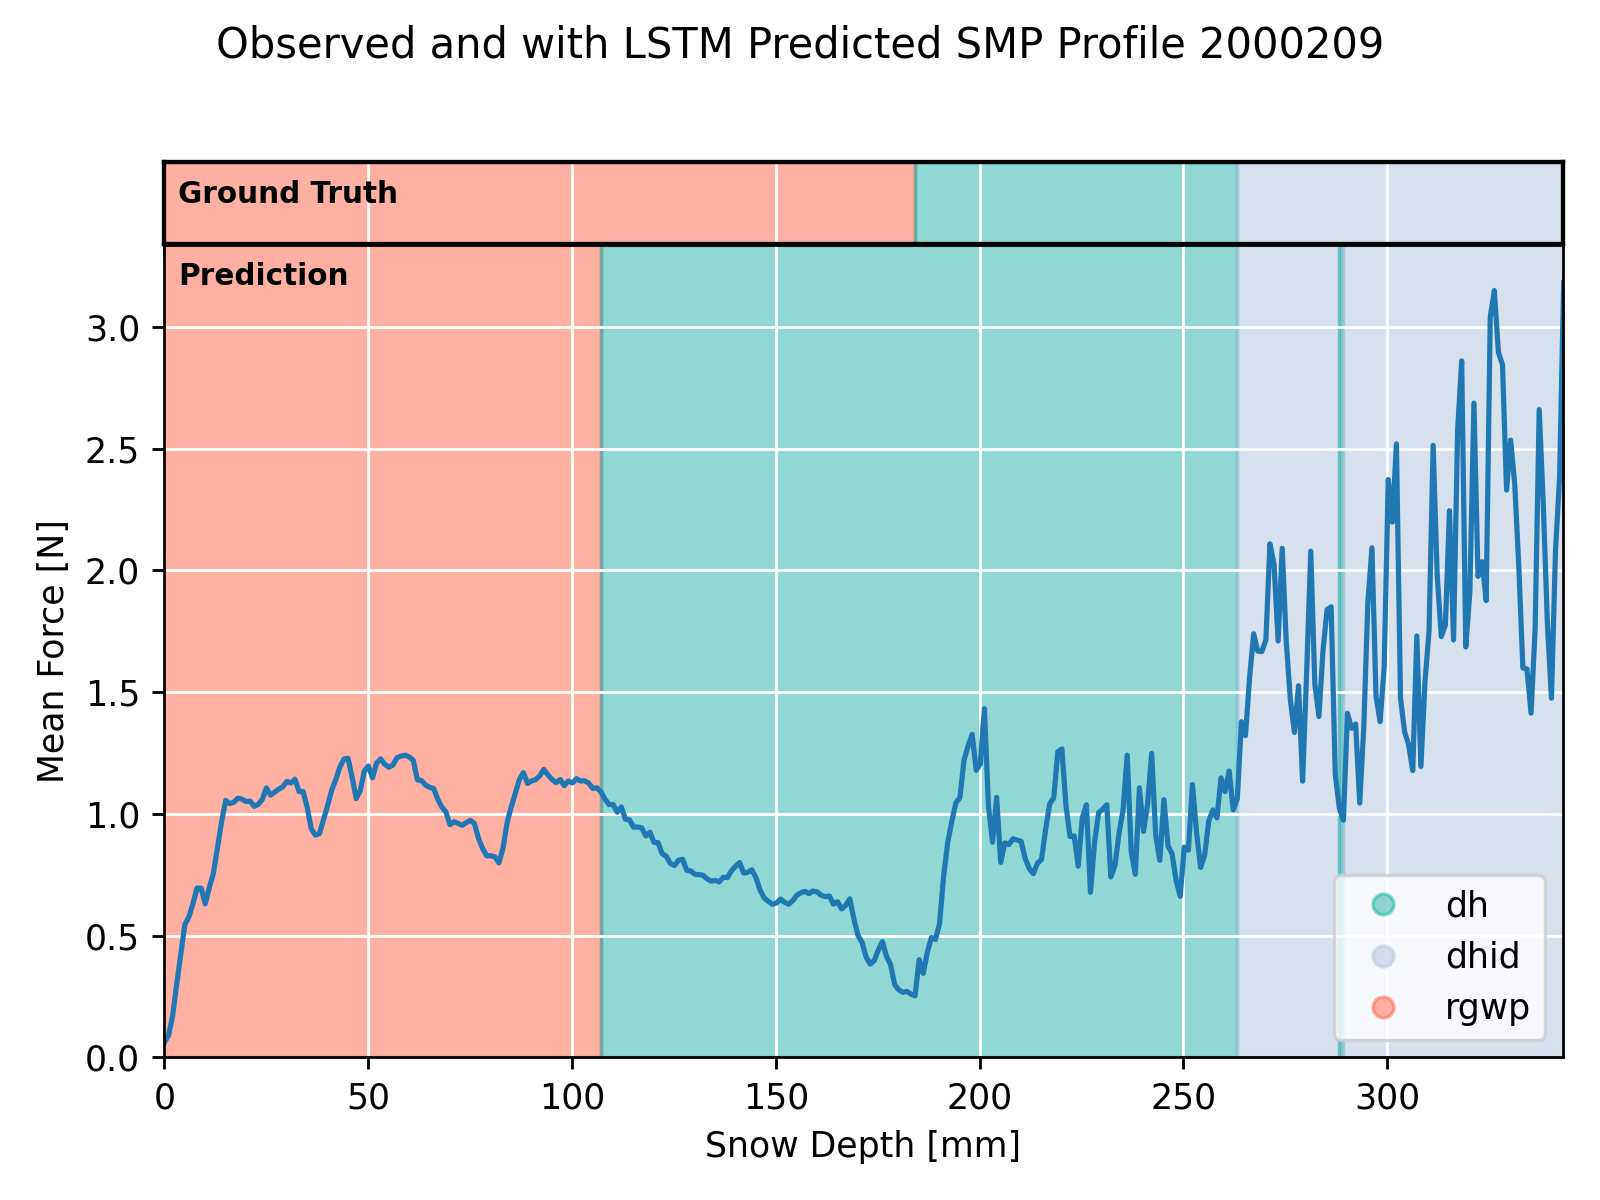 Observed and with LSTM Predicted SMP Profile 2000209
Ground Truth
Prediction
3.0
2.5
2.0
1.5
1.0
0.5
0.0
Mean Force [N]
dh
dhid
rgwp
0 50 100 150 200 250 300
Snow Depth [mm]